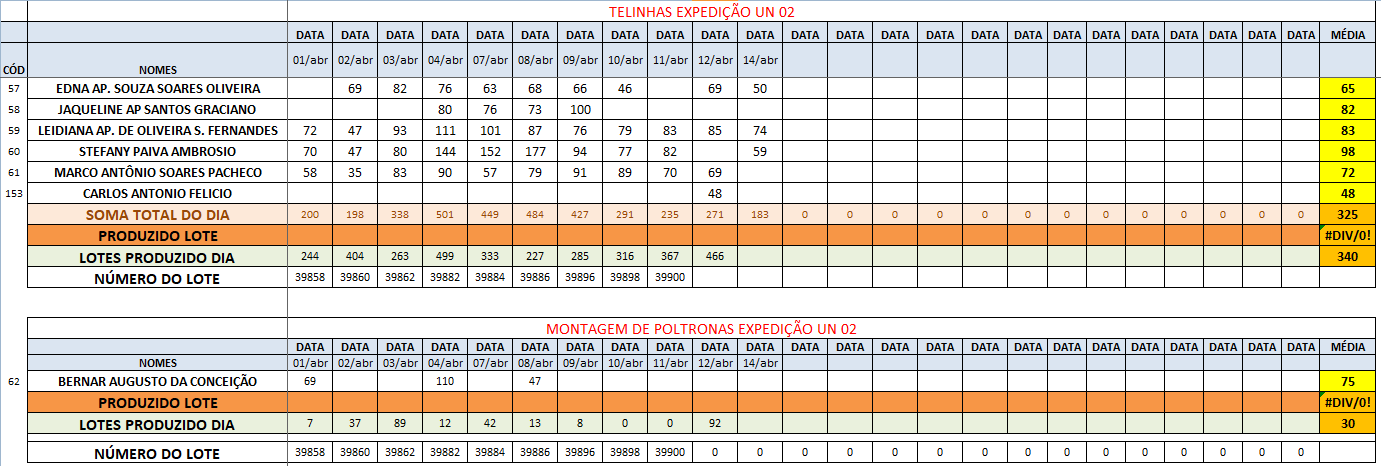 TELINHAS EXPEDIÇÃO UN 02
DATA DATA DATA DATA DATA DATA DATA DATA DATA DATA DATA DATA DATA DATA DATA DATA DATA DATA DATA DATA DATA DATA DATA MÉDIA
CÓD NOMES 01/abr 02/abr 03/abr 04/abr 07/abr 08/abr 09/abr 10/abr 11/abr 12/abr 14/abr
57 EDNA AP. SOUZA SOARES OLIVEIRA 69 82 76 63 68 66 46 69 50 65
58 JAQUELINE AP SANTOS GRACIANO 80 76 73 100 82
59 LEIDIANA AP. DE OLIVEIRA S. FERNANDES 72 47 93 111 101 87 76 79 83 85 74 83
60 STEFANY PAIVA AMBROSIO 70 47 80 144 152 177 94 77 82 59 98
61 MARCO ANTÔNIO SOARES PACHECO 58 35 83 90 57 79 91 89 70 69 72
153 CARLOS ANTONIO FELICIO 48 48
SOMA TOTAL DO DIA 200 198 338 501 449 484 427 291 235 271 183 0 0 0 0 0 0 0 0 0 0 0 0 325
PRODUZIDO LOTE #DIV/0!
LOTES PRODUZIDO DIA 244 404 263 499 333 227 285 316 367 466 340
NÚMERO DO LOTE 39858 39860 39862 39882 39884 39886 39896 39898 39900
MONTAGEM DE POLTRONAS EXPEDIÇÃO UN 02
DATA DATA DATA DATA DATA DATA DATA DATA DATA DATA DATA DATA DATA DATA DATA DATA DATA DATA DATA DATA DATA DATA DATA MÉDIA
NOMES 01/abr 02/abr 03/abr 04/abr 07/abr 08/abr 09/abr 10/abr 11/abr 12/abr 14/abr
62 BERNAR AUGUSTO DA CONCEIÇÃO 69 110 47 75
PRODUZIDO LOTE #DIV/0!
LOTES PRODUZIDO DIA 7 37 89 12 42 13 8 0 0 92 30
NÚMERO DO LOTE 39858 39860 39862 39882 39884 39886 39896 39898 39900 0 0 0 0 0 0 0 0 0 0 0 0 0 0